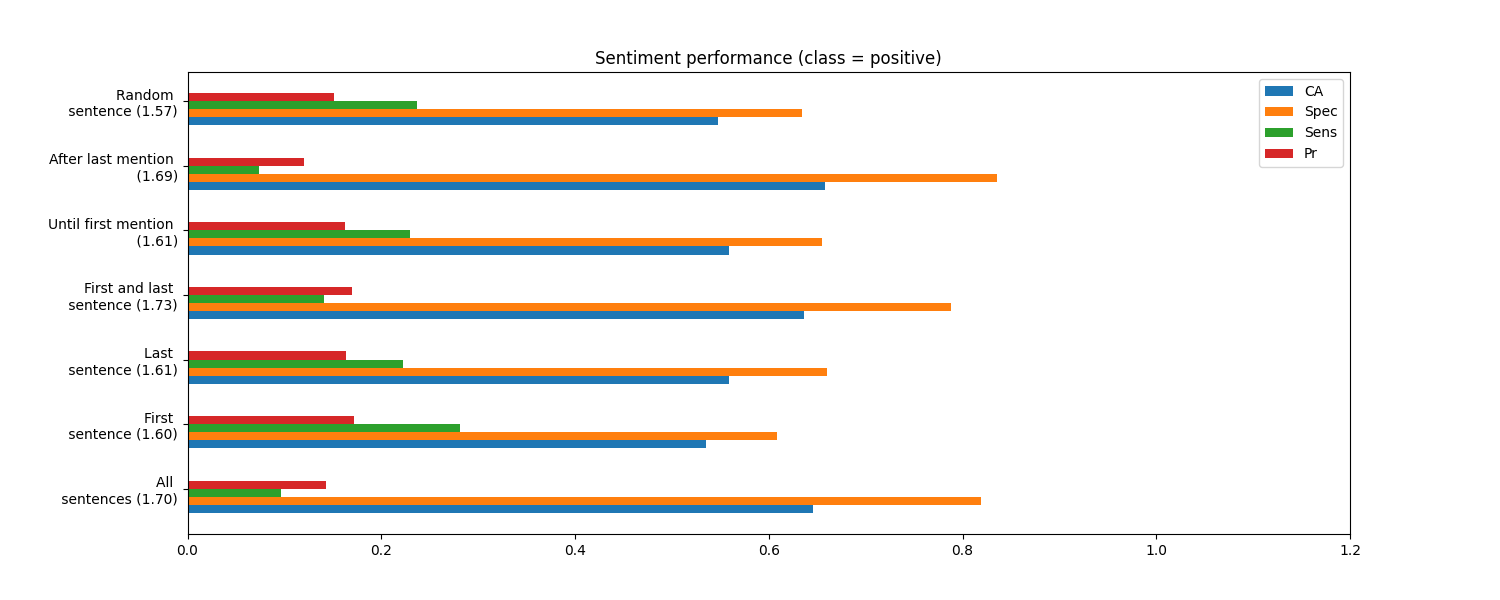 Sentiment performance (class = positive)
Random
sentence (1.57)
After last mention
(1.69)
Until first mention
(1.61)
First and last
sentence (1.73)
Last
sentence (1.61)
First
sentence (1.60)
All
sentences (1.70)
CA
Spec
Sens
Pr
0.0 0.2 0.4 0.6 0.8 1.0 1.2